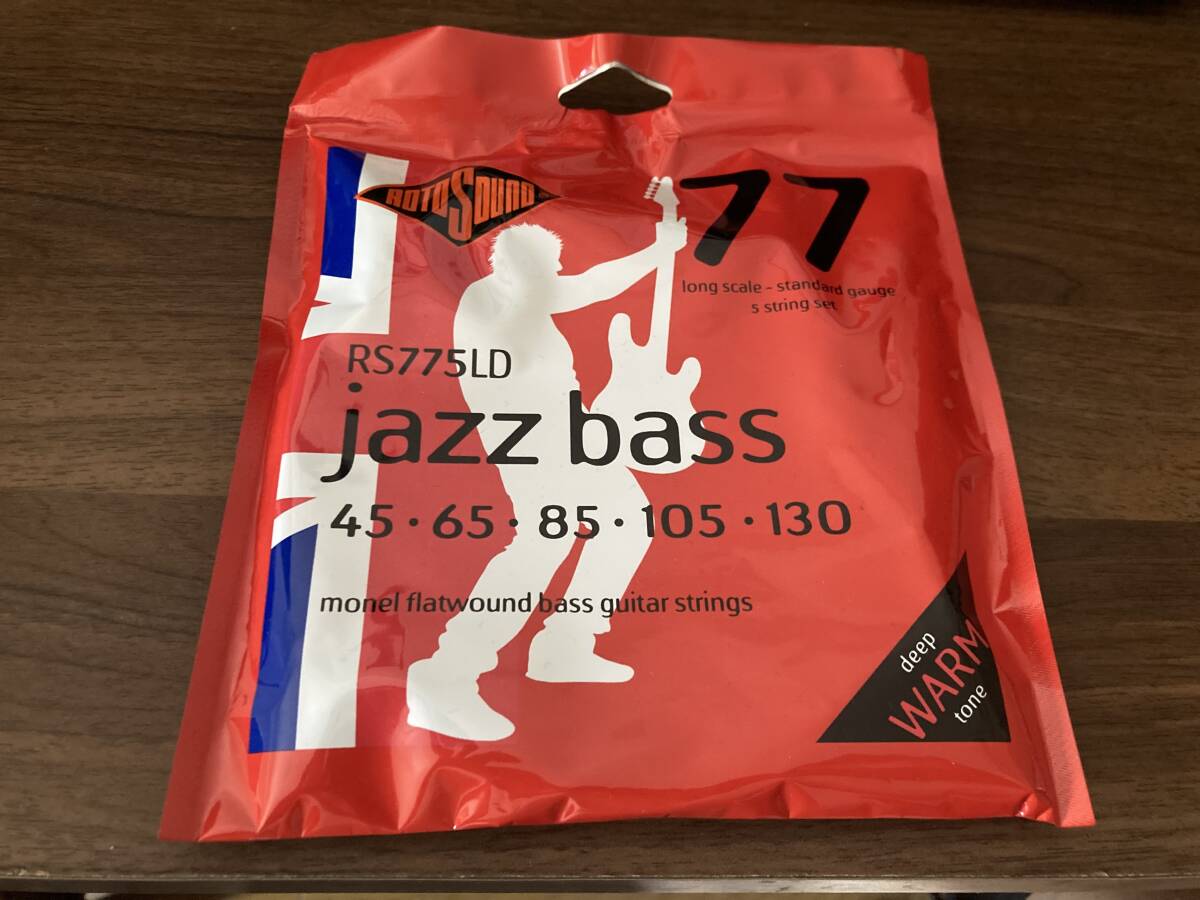 ROTOSOUND
77
long scale - standard gauge
5 string set
RS775LD
jazz bass
45 · 65 · 85 · 105 · 130
monel flatwound bass guitar strings
deep
WARM
tone